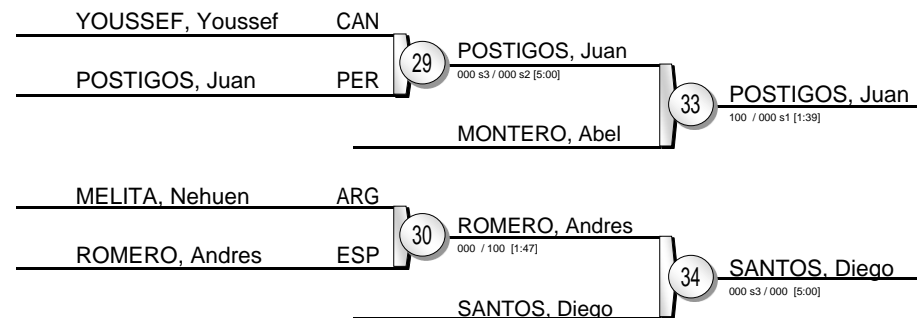 YOUSSEF, Youssef CAN
29
POSTIGOS, Juan
000 s3 / 000 s2 [5:00]
POSTIGOS, Juan PER
33
POSTIGOS, Juan
100 / 000 s1 [1:39]
MONTERO, Abel
MELITA, Nehuen ARG
30
ROMERO, Andres
000 / 100 [1:47]
ROMERO, Andres ESP
34
SANTOS, Diego
000 s3 / 000 [5:00]
SANTOS, Diego